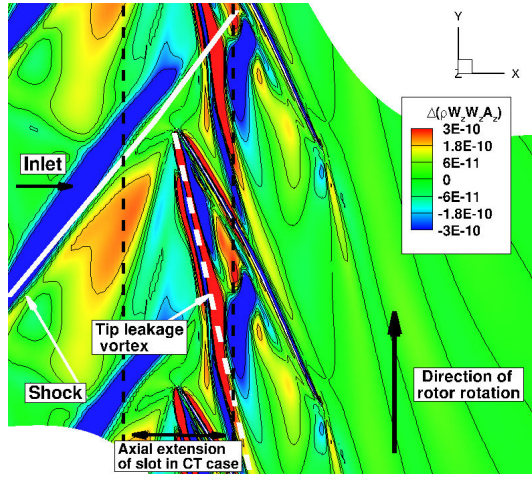 Y
Z
X
Δ(ρWzWzAz)
3E-10
1.8E-10
6E-11
0
-6E-11
-1.8E-10
-3E-10
Inlet
Tip leakage
vortex
Shock
Direction of
rotor rotation
Axial extension
of slot in CT case